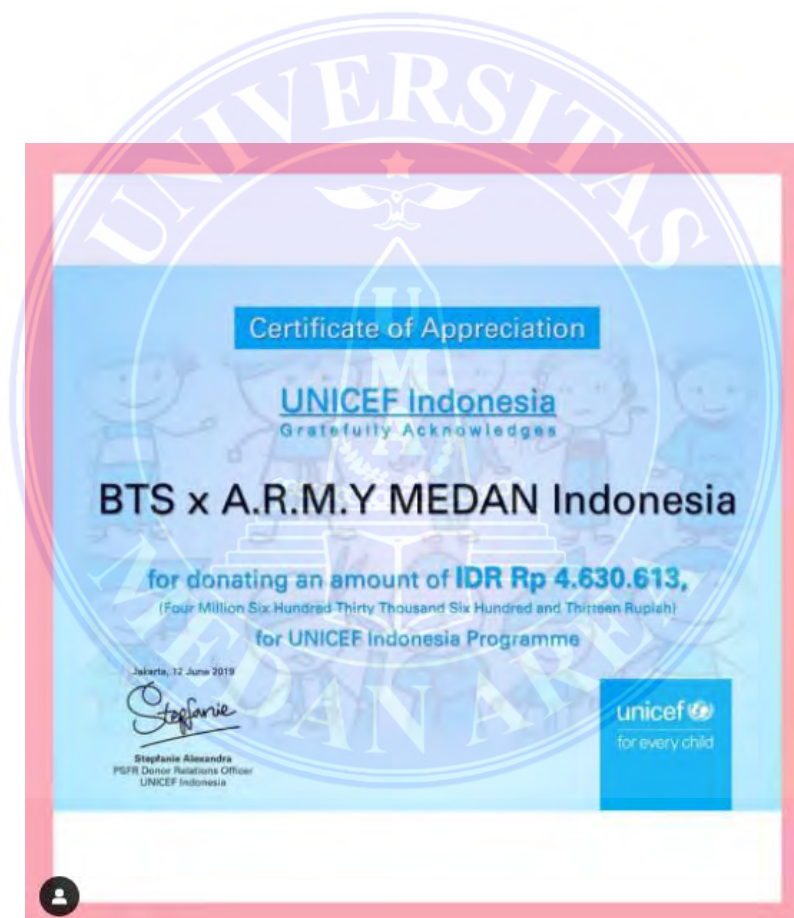 UNIVERSITAS
Certificate of Appreciation
UNICEF Indonesia
Gratefully Acknowledges
BTS x A.R.M.Y MEDAN Indonesia
for donating an amount of IDR Rp 4.630.613,
(Four Million Six Hundred Thirty Thousand Six Hundred and Thirteen Rupiah)
for UNICEF Indonesia Programme
Jakarta, 12 June 2019
Stepfanie
Stepfanie Alexandra
PSFR Donor Relations Officer
UNICEF Indonesia
unicef
for every child
UMA
MEDAN AREA